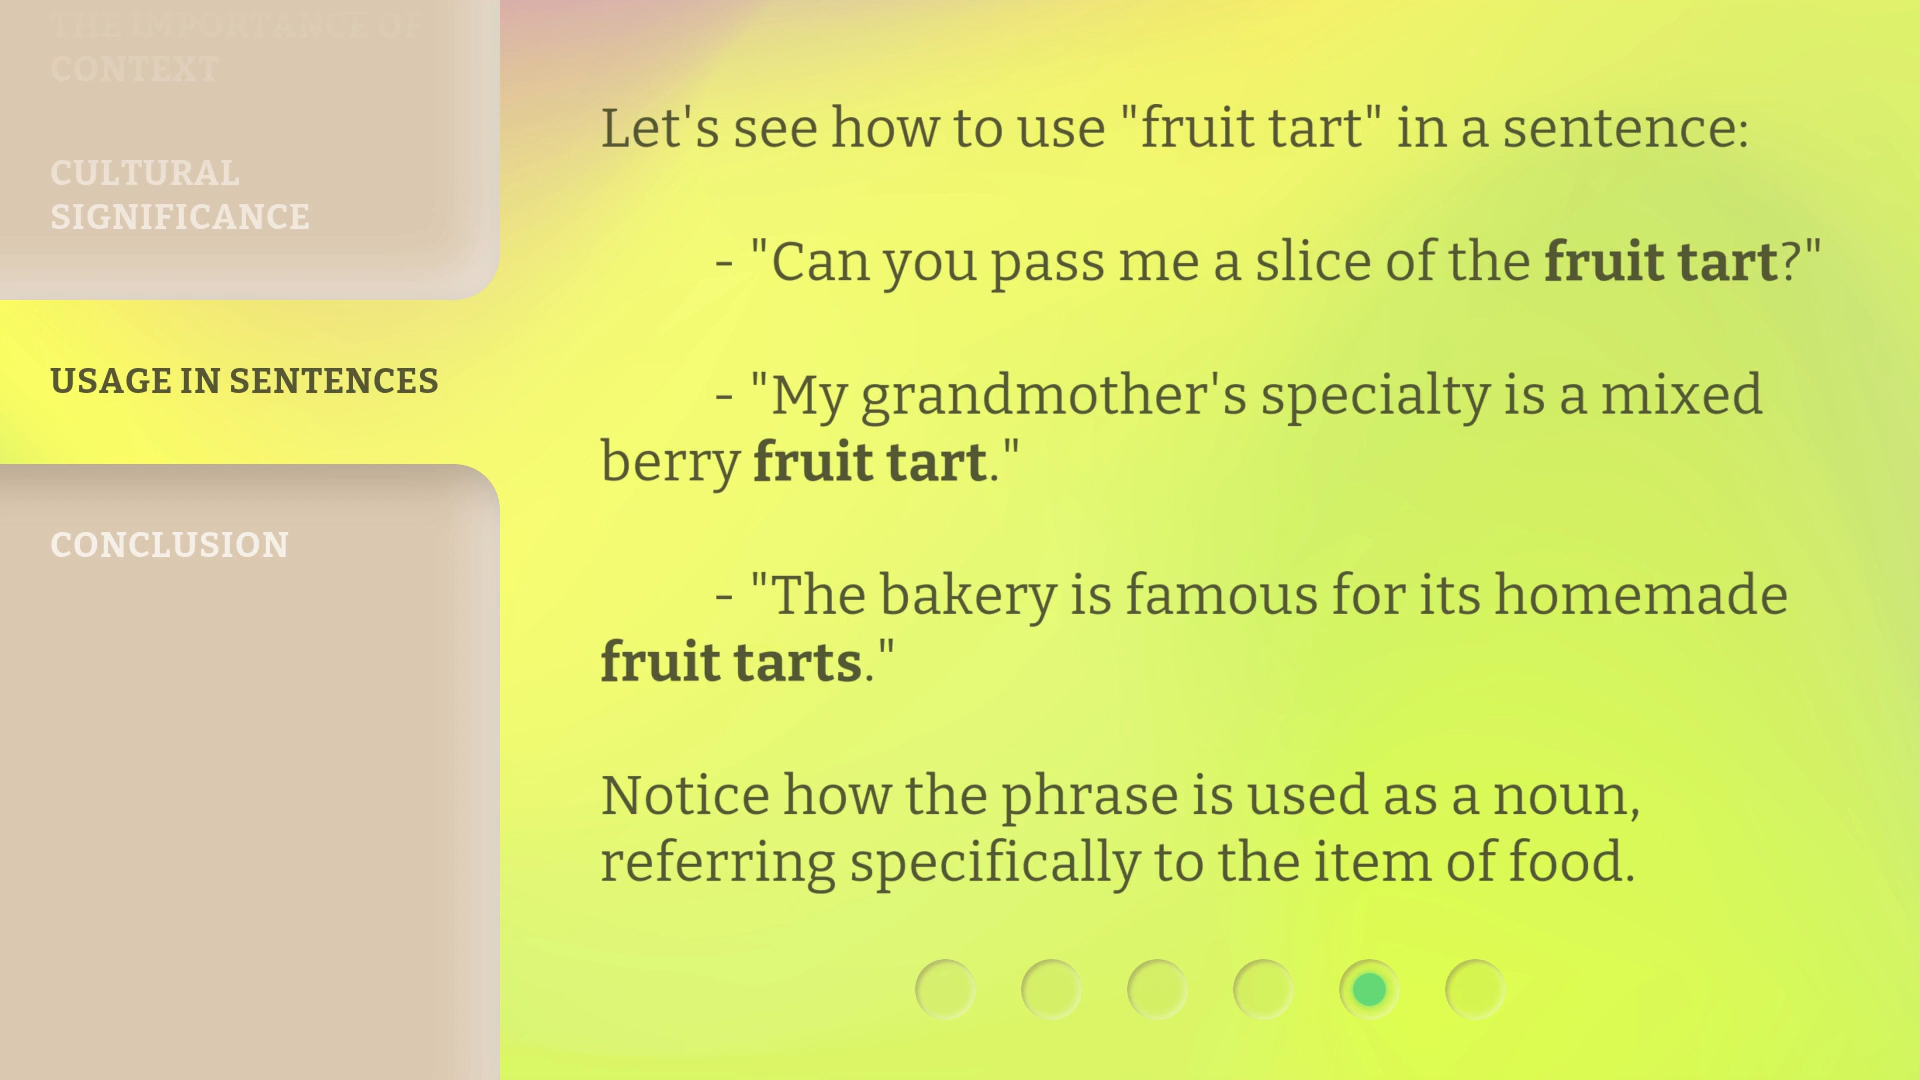 THE IMPORTANCE OF
CONTEXT
CULTURAL
SIGNIFICANCE
USAGE IN SENTENCES
CONCLUSION
Let's see how to use "fruit tart" in a sentence:
- "Can you pass me a slice of the fruit tart?"
- "My grandmother's specialty is a mixed
berry fruit tart."
- "The bakery is famous for its homemade
fruit tarts."
Notice how the phrase is used as a noun,
referring specifically to the item of food.